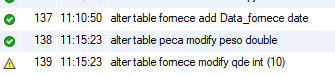 137 11:10:50 alter table fornece add Data_fornece date
138 11:15:23 alter table peca modify peso double
139 11:15:23 alter table fornece modify qde int (10)